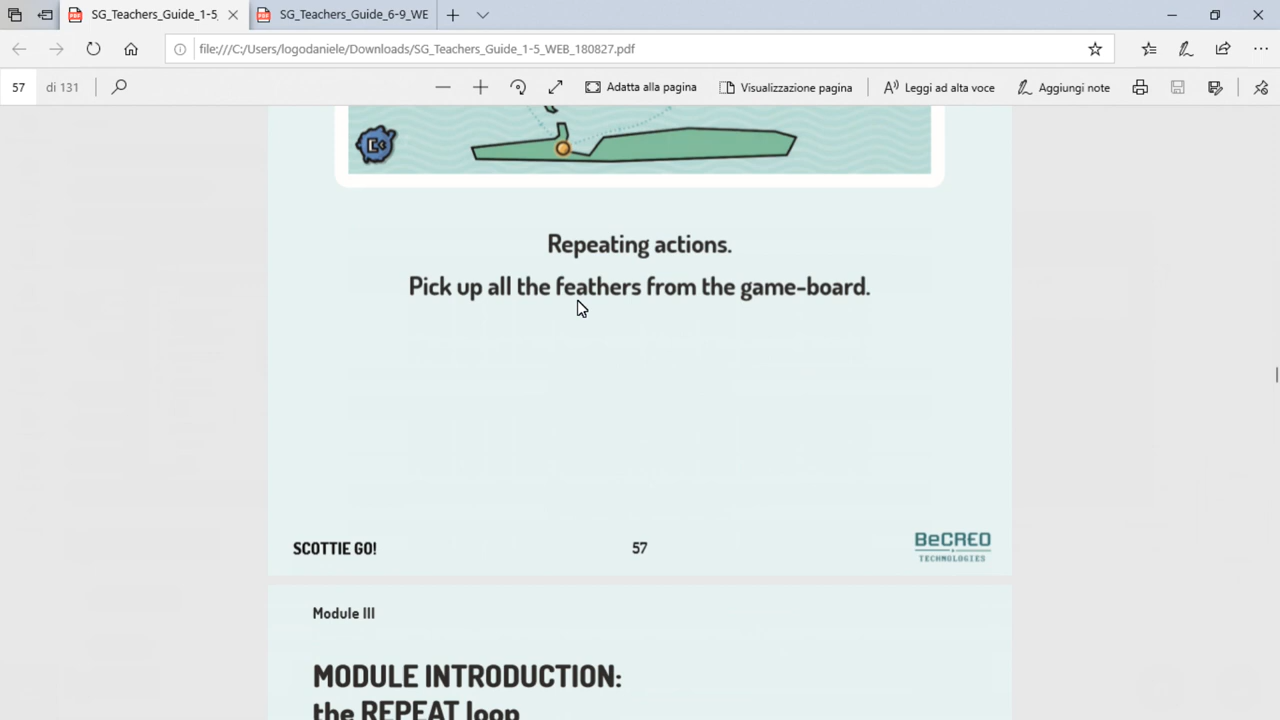 SG_Teachers_Guide_1-5_
SG_Teachers_Guide_6-9_WE
file:///C:/Users/logodaniele/Downloads/SG_Teachers_Guide_1-5_WEB_180827.pdf
57 di 131 Adatta alla pagina Visualizzazione pagina Leggi ad alta voce Aggiungi note
Repeating actions.
Pick up all the feathers from the game-board.
SCOTTIE GO! 57 BeCREO
TECHNOLOGIES
Module III
MODULE INTRODUCTION:
the REPEAT loop